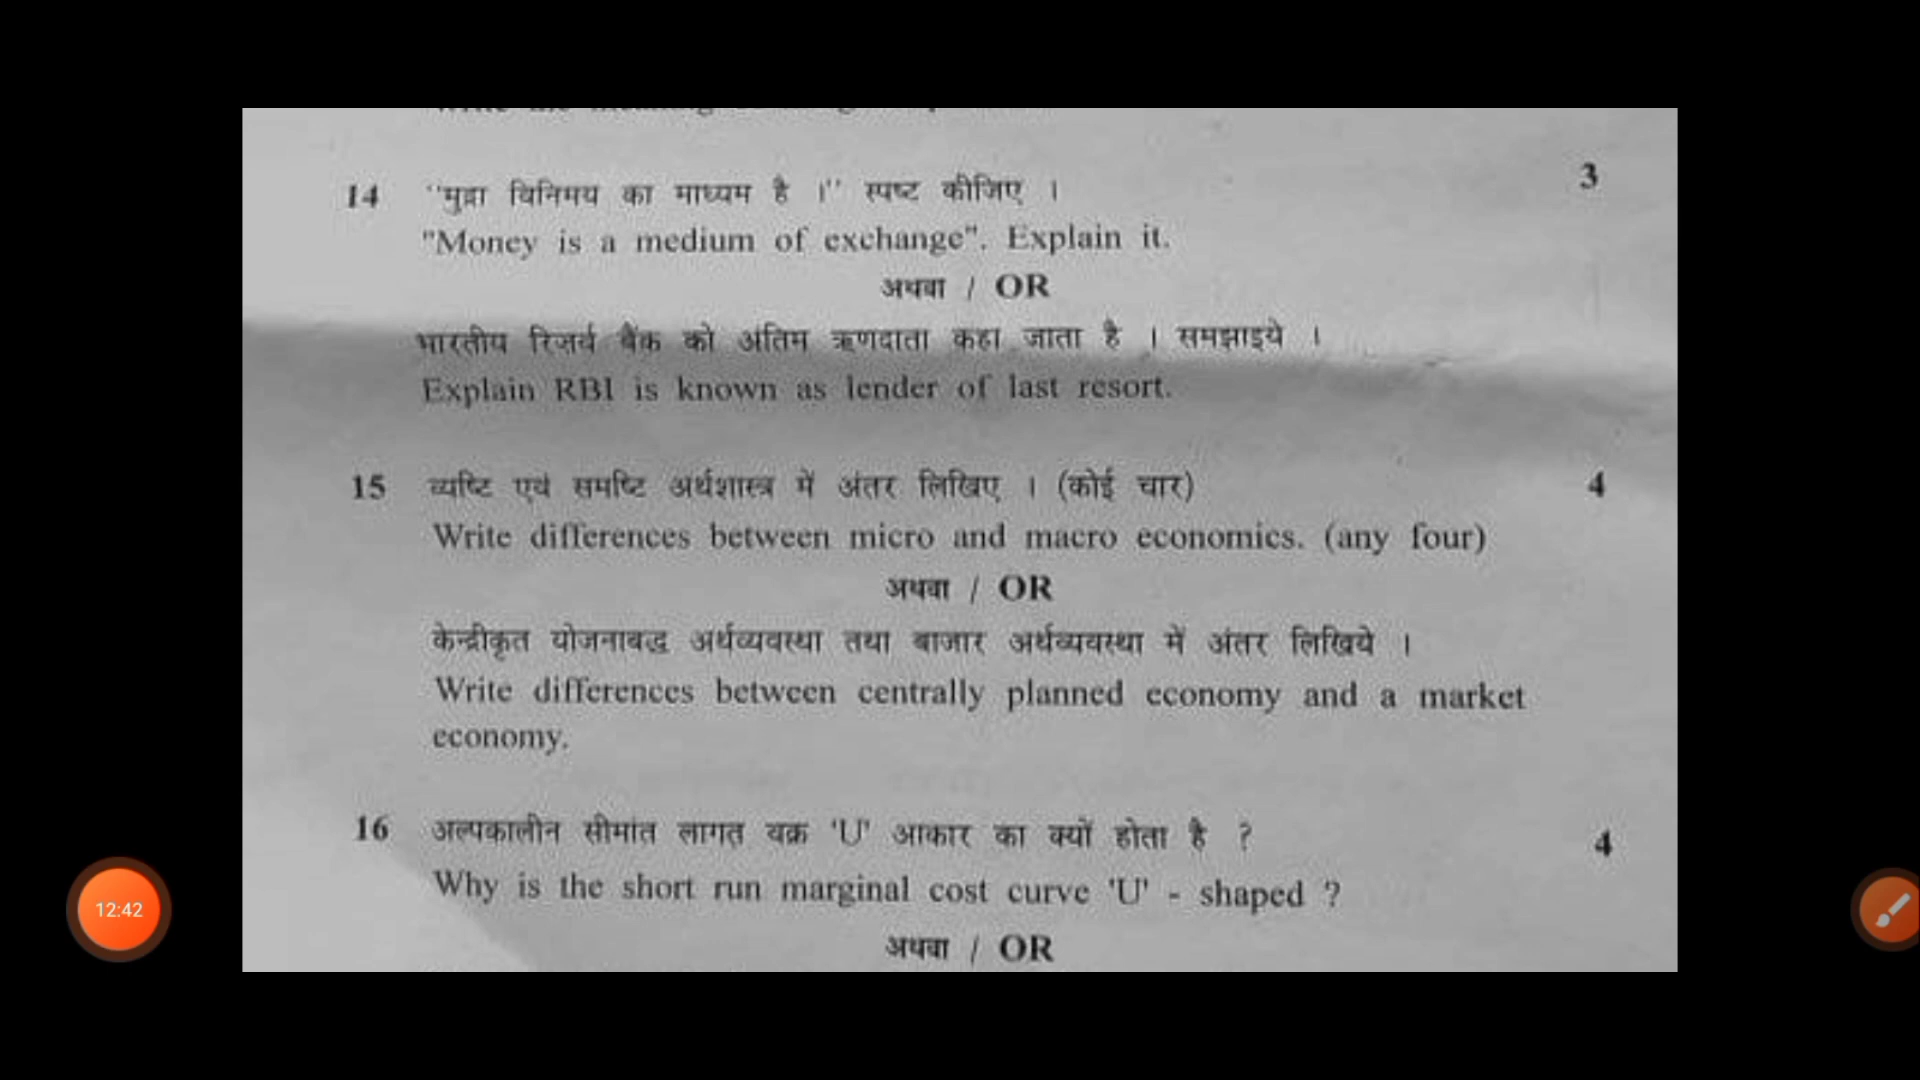 14 "मुद्रा विनिमय का माध्यम है ।" स्पष्ट कीजिए । 3
"Money is a medium of exchange". Explain it.
अथवा / OR
भारतीय रिजर्व बैंक को अंतिम ऋणदाता कहा जाता है । समझाइये ।
Explain RBI is known as lender of last resort.
15 व्यष्टि एवं समष्टि अर्थशास्त्र में अंतर लिखिए । (कोई चार) 4
Write differences between micro and macro economics. (any four)
अथवा / OR
केन्द्रीकृत योजनाबद्ध अर्थव्यवस्था तथा बाजार अर्थव्यवस्था में अंतर लिखिये ।
Write differences between centrally planned economy and a market
economy.
16 अल्पकालीन सीमांत लागत वक्र 'U' आकार का क्यों होता है ? 4
Why is the short run marginal cost curve 'U' - shaped ?
अथवा / OR
12:42